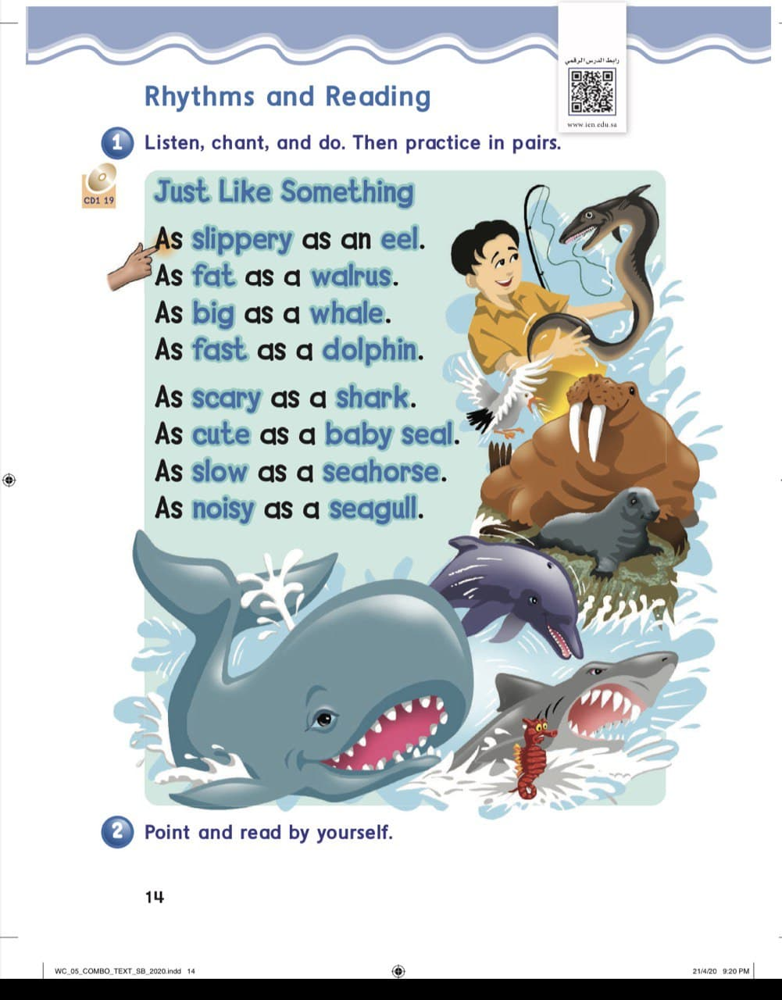 رابط الدرس الرقمي
www.ien.edu.sa
Rhythms and Reading
1 Listen, chant, and do. Then practice in pairs.
CD1 19
Just Like Something
As slippery as an eel.
As fat as a walrus.
As big as a whale.
As fast as a dolphin.
As scary as a shark.
As cute as a baby seal.
As slow as a seahorse.
As noisy as a seagull.
2 Point and read by yourself.
14
WC_05_COMBO_TEXT_SB_2020.indd 14
21/4/20 9:20 PM